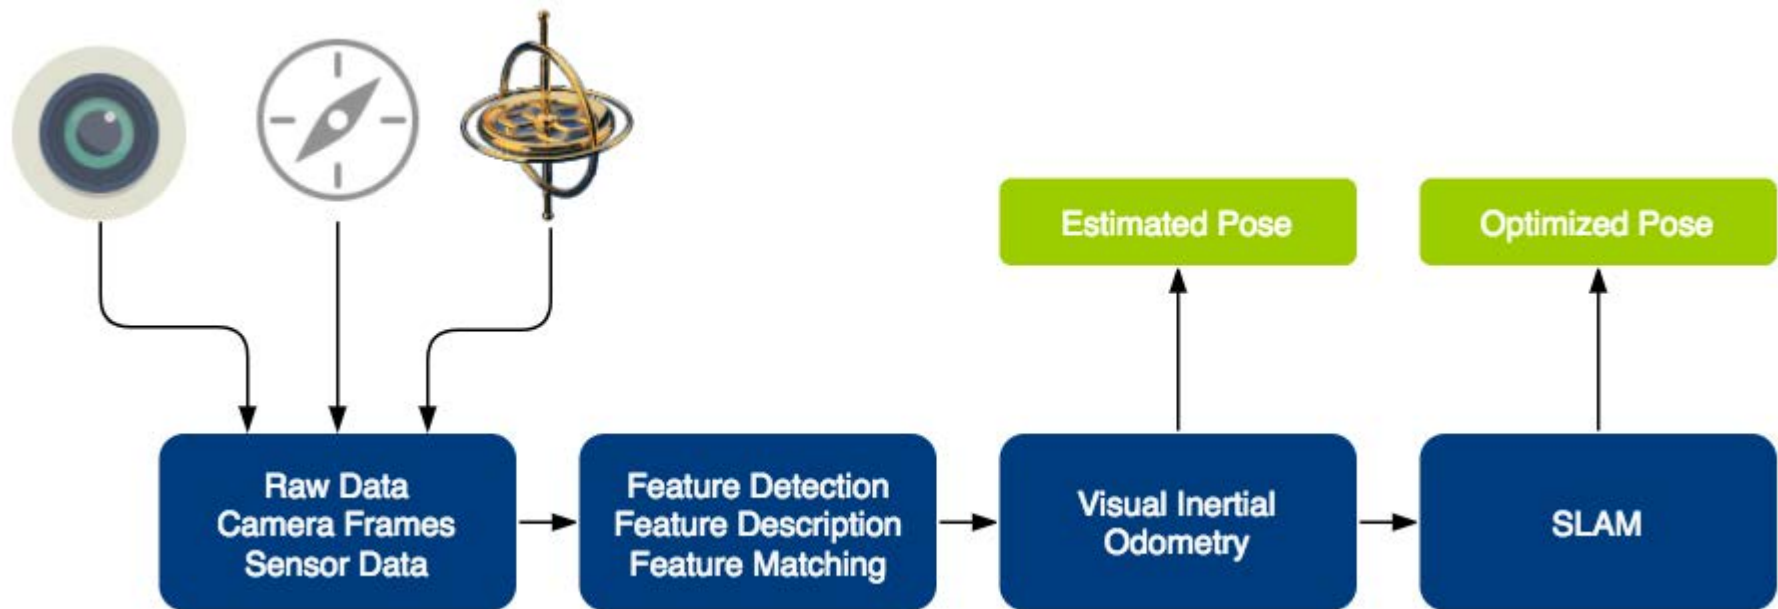 Estimated Pose
Optimized Pose
Raw Data
Camera Frames
Sensor Data
Feature Detection
Feature Description
Feature Matching
Visual Inertial
Odometry
SLAM